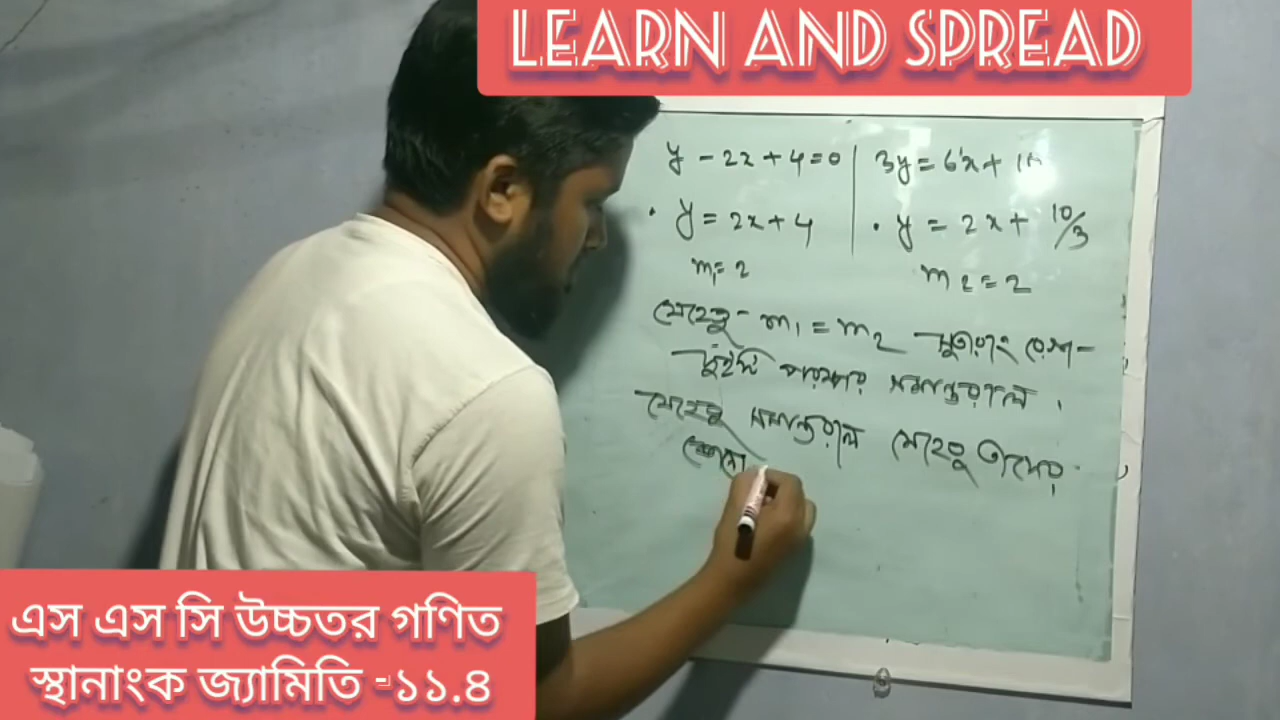 LEARN AND SPREAD
y - 2x + 4 = 0 | 3y = 6x + 10
• y = 2x + 4 | • y = 2x + 10/3
m₁ = 2 m₂ = 2
যেহেতু - m₁ = m₂ সুতরাং রেখা-
দুইটি পরস্পর সমান্তরাল ।
যেহেতু সমান্তরাল সেহেতু তাদের
কোনো
এস এস সি উচ্চতর গণিত
স্থানাংক জ্যামিতি -১১.৪